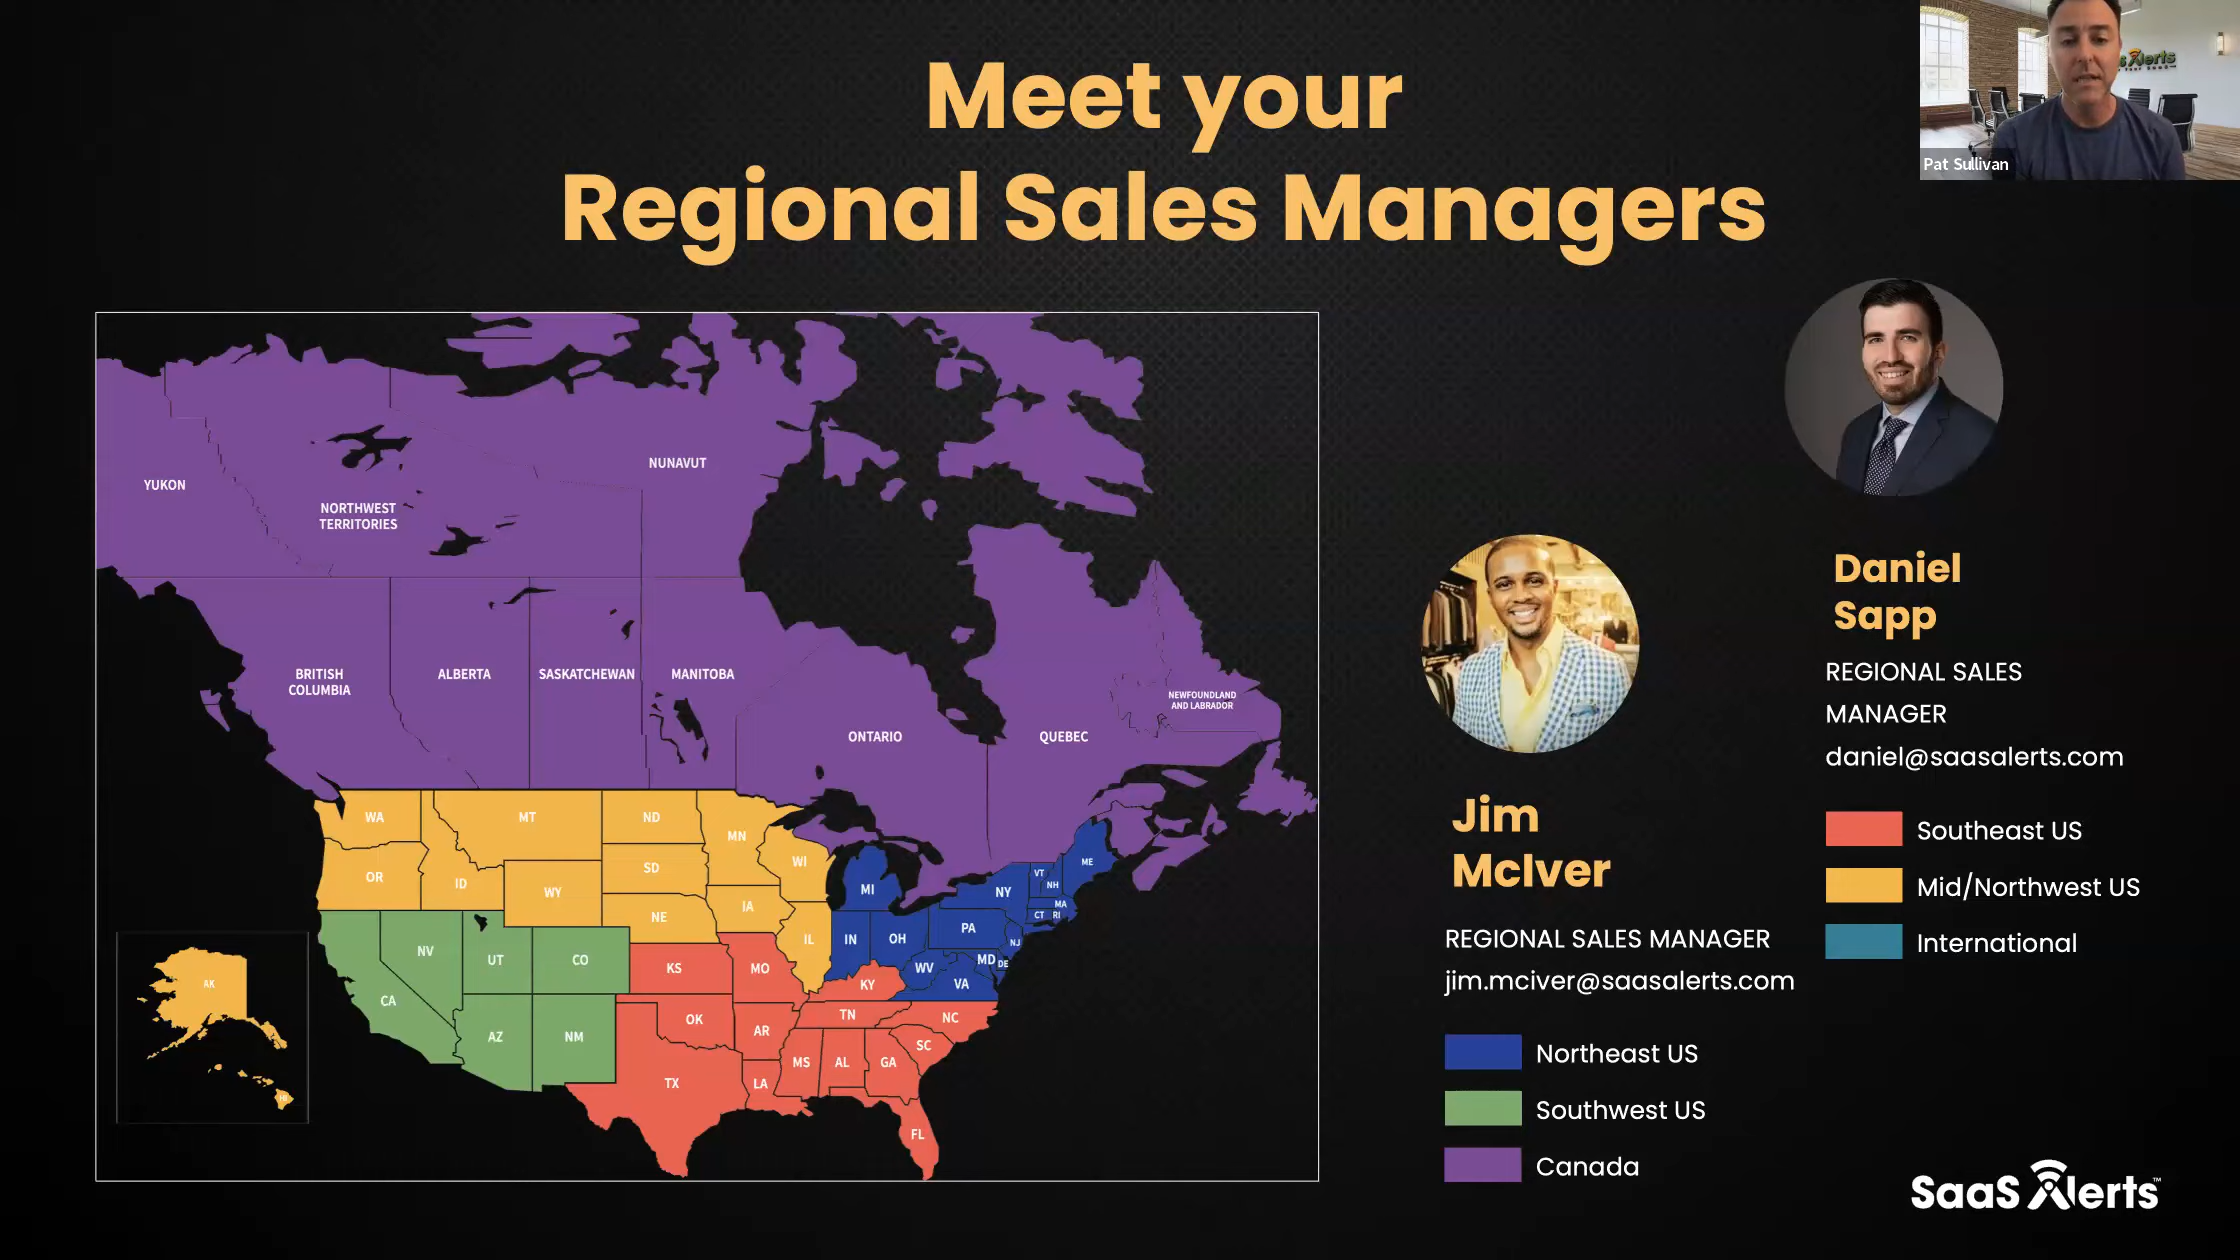 Meet your
Regional Sales Managers
Pat Sullivan
YUKON
NORTHWEST
TERRITORIES
NUNAVUT
BRITISH
COLUMBIA
ALBERTA
SASKATCHEWAN
MANITOBA
ONTARIO
QUEBEC
NEWFOUNDLAND
AND LABRADOR
WA
MT
ND
MN
OR
ID
WY
SD
WI
NE
IA
IL
MI
NY
VT
NH
ME
MA
CT
RI
PA
NJ
IN
OH
WV
MD
DE
VA
NV
UT
CO
CA
AZ
NM
KS
MO
KY
OK
AR
TN
NC
SC
TX
LA
MS
AL
GA
FL
AK
HI
Jim
McIver
REGIONAL SALES MANAGER
jim.mciver@saasalerts.com
Northeast US
Southwest US
Canada
Daniel
Sapp
REGIONAL SALES
MANAGER
daniel@saasalerts.com
Southeast US
Mid/Northwest US
International
SaaS Alerts™